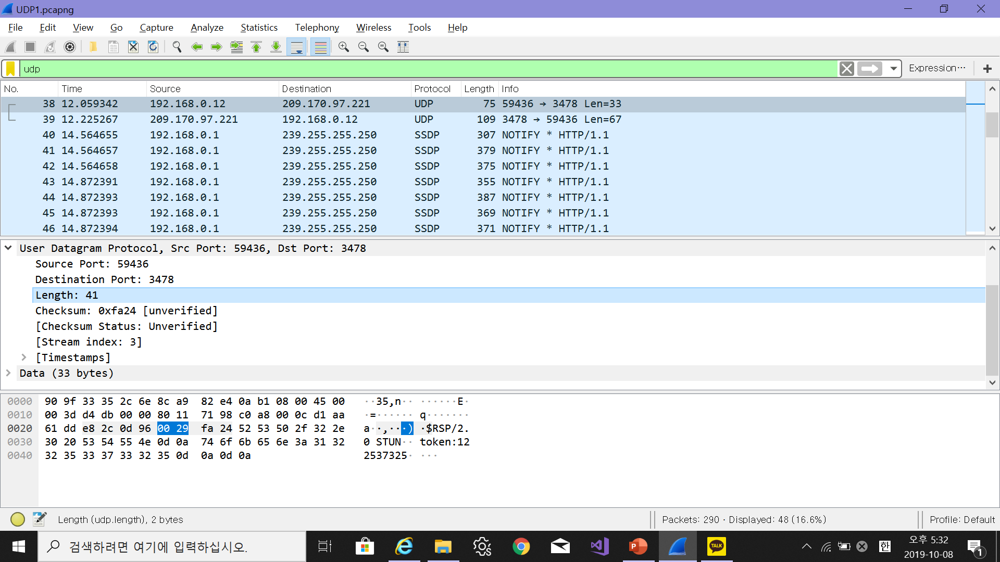 UDP1.pcapng
File Edit View Go Capture Analyze Statistics Telephony Wireless Tools Help
udp
Expression…
No. Time Source Destination Protocol Length Info
38 12.059342 192.168.0.12 209.170.97.221 UDP 75 59436 → 3478 Len=33
39 12.225267 209.170.97.221 192.168.0.12 UDP 109 3478 → 59436 Len=67
40 14.564655 192.168.0.1 239.255.255.250 SSDP 307 NOTIFY * HTTP/1.1
41 14.564657 192.168.0.1 239.255.255.250 SSDP 379 NOTIFY * HTTP/1.1
42 14.564658 192.168.0.1 239.255.255.250 SSDP 375 NOTIFY * HTTP/1.1
43 14.872391 192.168.0.1 239.255.255.250 SSDP 355 NOTIFY * HTTP/1.1
44 14.872393 192.168.0.1 239.255.255.250 SSDP 387 NOTIFY * HTTP/1.1
45 14.872393 192.168.0.1 239.255.255.250 SSDP 369 NOTIFY * HTTP/1.1
46 14.872394 192.168.0.1 239.255.255.250 SSDP 371 NOTIFY * HTTP/1.1
User Datagram Protocol, Src Port: 59436, Dst Port: 3478
Source Port: 59436
Destination Port: 3478
Length: 41
Checksum: 0xfa24 [unverified]
[Checksum Status: Unverified]
[Stream index: 3]
[Timestamps]
Data (33 bytes)
0000 90 9f 33 35 2c 6e 8c a9 82 e4 0a b1 08 00 45 00 ··35,n·· ······E·
0010 00 3d d4 db 00 00 80 11 71 98 c0 a8 00 0c d1 aa ·=······ q·······
0020 61 dd e8 2c 0d 96 00 29 fa 24 52 53 50 2f 32 2e a··,···) ·$RSP/2.
0030 30 20 53 54 55 4e 0d 0a 74 6f 6b 65 6e 3a 31 32 0 STUN·· token:12
0040 32 35 33 37 33 32 35 0d 0a 0d 0a 2537325· ···
Length (udp.length), 2 bytes
Packets: 290 · Displayed: 48 (16.6%)
Profile: Default
검색하려면 여기에 입력하십시오.
P
TALK
한
오후 5:32
2019-10-08
1